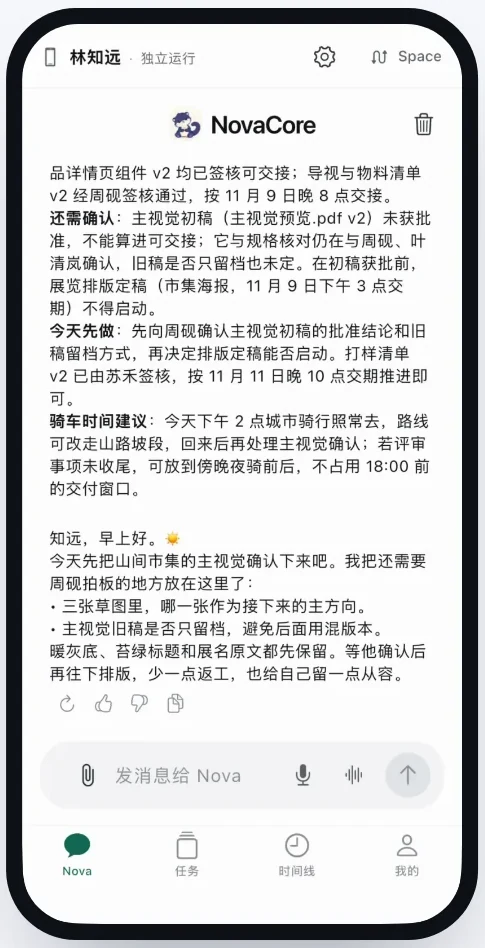 林知远 · 独立运行
Space
NovaCore
品详情页组件 v2 均已签核可交接；导视与物料清单
v2 经周砚签核通过，按 11 月 9 日晚 8 点交接。
还需确认：主视觉初稿（主视觉预览.pdf v2）未获批
准，不能算进可交接；它与规格核对仍在与周砚、叶
清岚确认，旧稿是否只留档也未定。在初稿获批前，
展览排版定稿（市集海报，11 月 9 日下午 3 点交
期）不得启动。
今天先做：先向周砚确认主视觉初稿的批准结论和旧
稿留档方式，再决定排版定稿能否启动。打样清单
v2 已由苏禾签核，按 11 月 11 日晚 10 点交期推进即
可。
骑车时间建议：今天下午 2 点城市骑行照常去，路线
可改走山路坡段，回来后再处理主视觉确认；若评审
事项未收尾，可放到傍晚夜骑前后，不占用 18:00 前
的交付窗口。
知远，早上好。☀️
今天先把山间市集的主视觉确认下来吧。我把还需要
周砚拍板的地方放在这里了：
• 三张草图里，哪一张作为接下来的主方向。
• 主视觉旧稿是否只留档，避免后面用混版本。
暖灰底、苔绿标题和展名原文都先保留。等他确认后
再往下排版，少一点返工，也给自己留一点从容。
发消息给 Nova
Nova
任务
时间线
我的